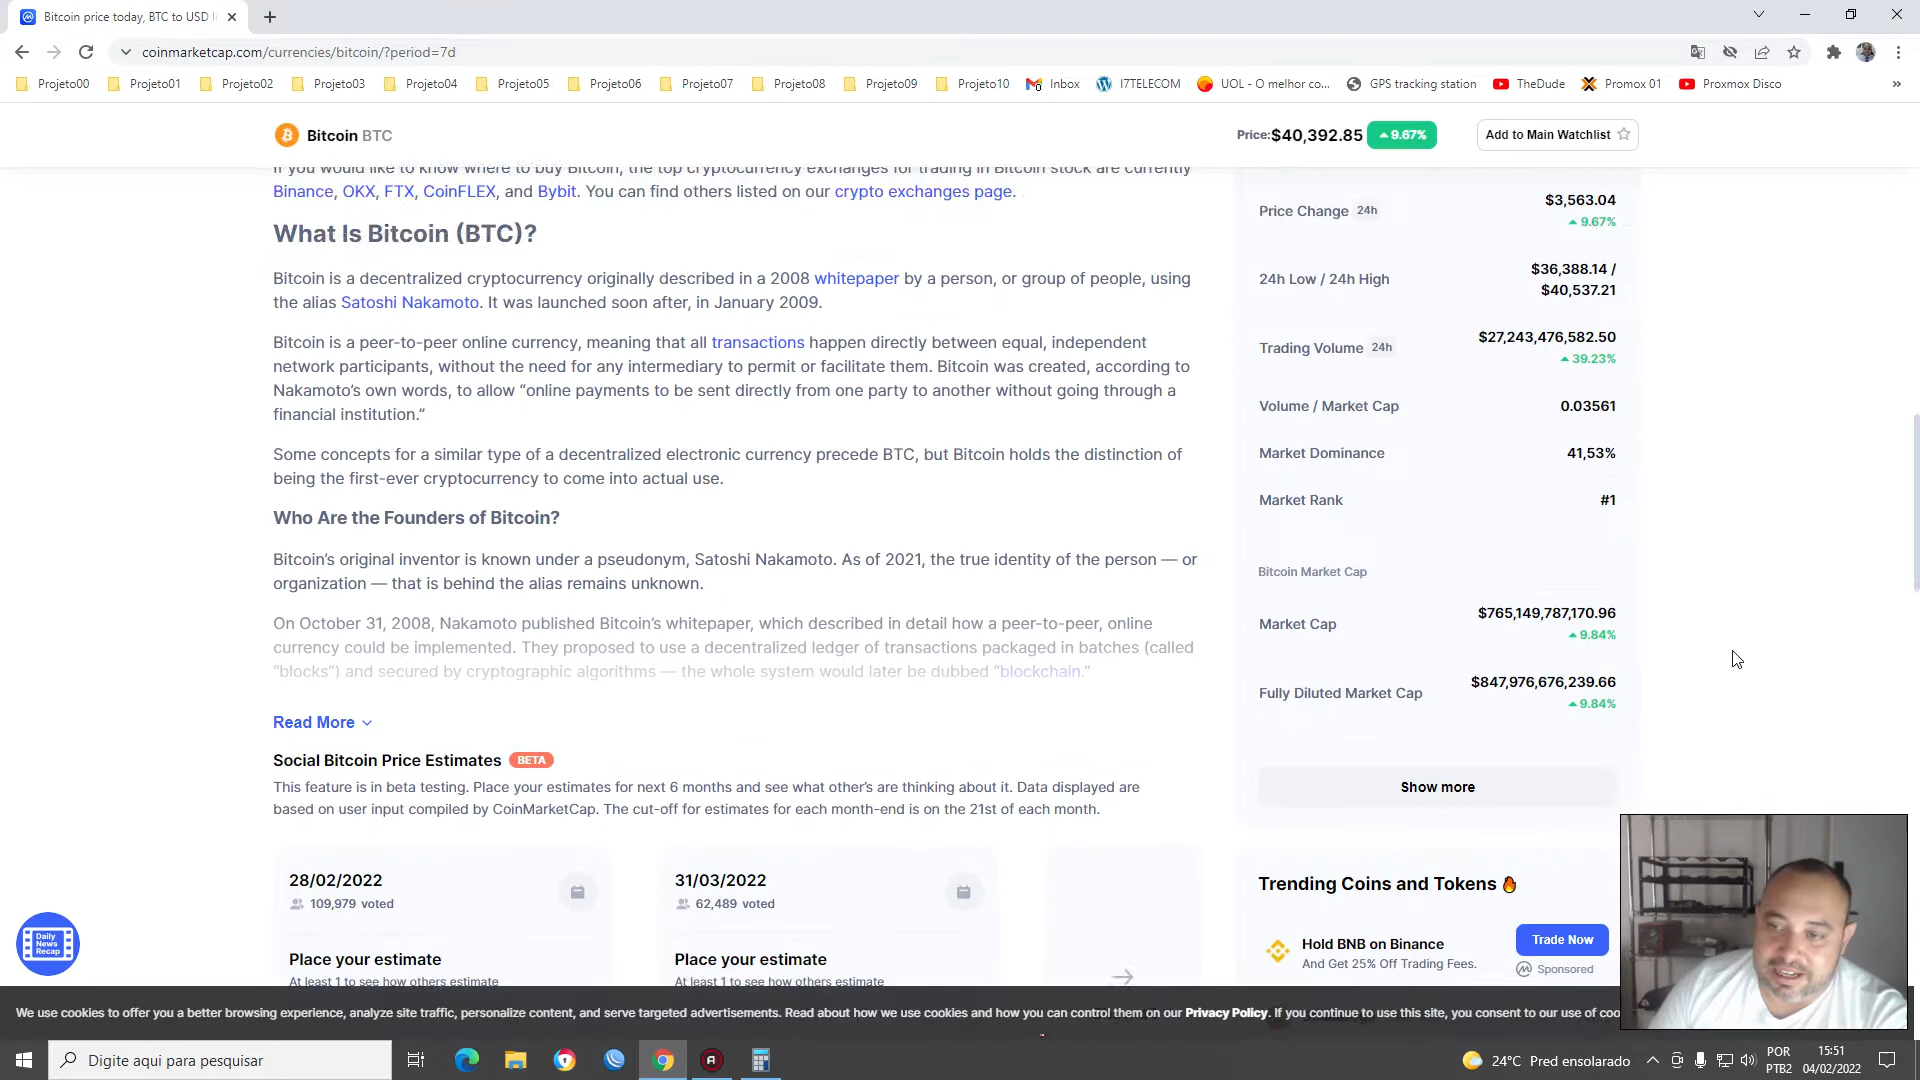 Bitcoin price today, BTC to USD li
coinmarketcap.com/currencies/bitcoin/?period=7d
Projeto00
Projeto01
Projeto02
Projeto03
Projeto04
Projeto05
Projeto06
Projeto07
Projeto08
Projeto09
Projeto10
Inbox
I7TELECOM
UOL - O melhor co...
GPS tracking station
TheDude
Promox 01
Proxmox Disco
»
Bitcoin BTC
Price:$40,392.85 9.67%
Add to Main Watchlist
If you would like to know where to buy Bitcoin, the top cryptocurrency exchanges for trading in Bitcoin stock are currently
Binance, OKX, FTX, CoinFLEX, and Bybit. You can find others listed on our crypto exchanges page.
What Is Bitcoin (BTC)?
Bitcoin is a decentralized cryptocurrency originally described in a 2008 whitepaper by a person, or group of people, using
the alias Satoshi Nakamoto. It was launched soon after, in January 2009.
Bitcoin is a peer-to-peer online currency, meaning that all transactions happen directly between equal, independent
network participants, without the need for any intermediary to permit or facilitate them. Bitcoin was created, according to
Nakamoto's own words, to allow “online payments to be sent directly from one party to another without going through a
financial institution.”
Some concepts for a similar type of a decentralized electronic currency precede BTC, but Bitcoin holds the distinction of
being the first-ever cryptocurrency to come into actual use.
Who Are the Founders of Bitcoin?
Bitcoin's original inventor is known under a pseudonym, Satoshi Nakamoto. As of 2021, the true identity of the person — or
organization — that is behind the alias remains unknown.
On October 31, 2008, Nakamoto published Bitcoin's whitepaper, which described in detail how a peer-to-peer, online
currency could be implemented. They proposed to use a decentralized ledger of transactions packaged in batches (called
“blocks”) and secured by cryptographic algorithms — the whole system would later be dubbed “blockchain.”
Read More
Social Bitcoin Price Estimates BETA
This feature is in beta testing. Place your estimates for next 6 months and see what other's are thinking about it. Data displayed are
based on user input compiled by CoinMarketCap. The cut-off for estimates for each month-end is on the 21st of each month.
28/02/2022
109,979 voted
Place your estimate
At least 1 to see how others estimate
31/03/2022
62,489 voted
Place your estimate
At least 1 to see how others estimate
Price Change 24h
$3,563.04
9.67%
24h Low / 24h High
$36,388.14 /
$40,537.21
Trading Volume 24h
$27,243,476,582.50
39.23%
Volume / Market Cap
0.03561
Market Dominance
41,53%
Market Rank
#1
Bitcoin Market Cap
Market Cap
$765,149,787,170.96
9.84%
Fully Diluted Market Cap
$847,976,676,239.66
9.84%
Show more
Trending Coins and Tokens
Hold BNB on Binance
And Get 25% Off Trading Fees.
Trade Now
Sponsored
Daily
News
Recap
We use cookies to offer you a better browsing experience, analyze site traffic, personalize content, and serve targeted advertisements. Read about how we use cookies and how you can control them on our Privacy Policy. If you continue to use this site, you consent to our use of coo
Digite aqui para pesquisar
24°C Pred ensolarado
POR
PTB2
15:51
04/02/2022